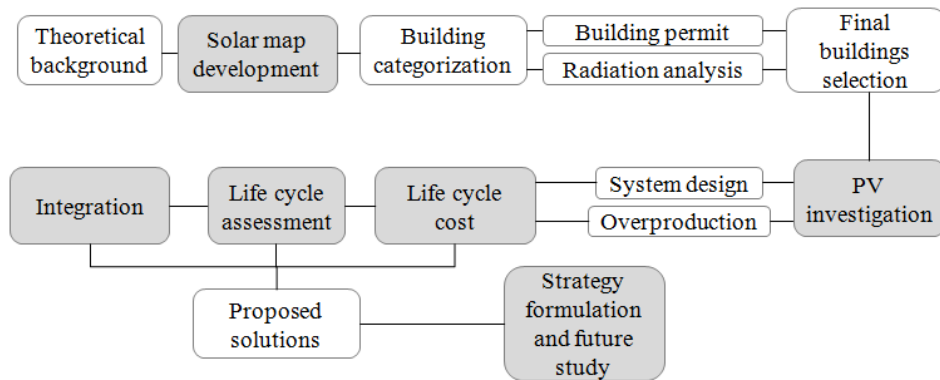 Theoretical
background
Solar map
development
Building
categorization
Building permit
Radiation analysis
Final
buildings
selection
Integration
Life cycle
assessment
Life cycle
cost
System design
Overproduction
PV
investigation
Proposed
solutions
Strategy
formulation
and future
study